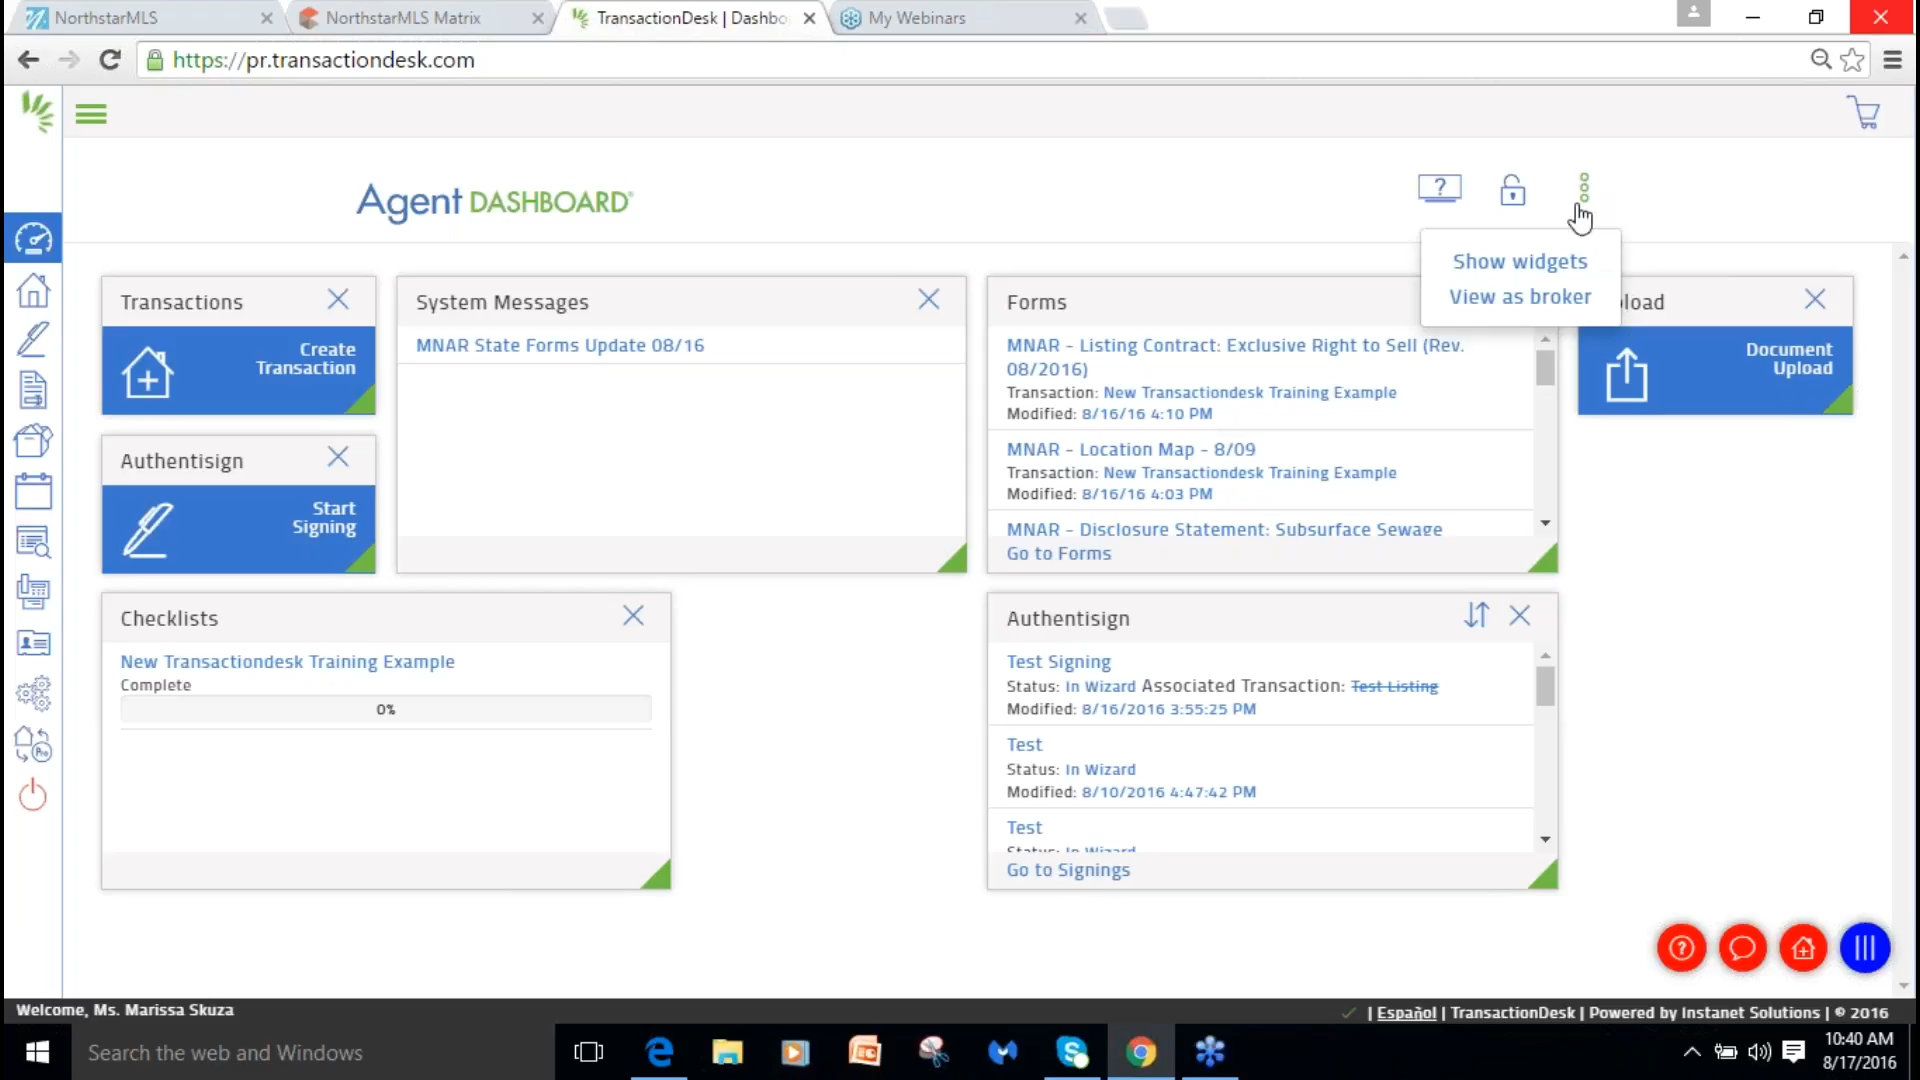 NorthstarMLS
NorthstarMLS Matrix
TransactionDesk | Dashbo
My Webinars
https://pr.transactiondesk.com
Agent DASHBOARD
?
Show widgets
View as broker
Transactions
Create
Transaction
System Messages
MNAR State Forms Update 08/16
Forms
MNAR - Listing Contract: Exclusive Right to Sell (Rev.
08/2016)
Transaction: New Transactiondesk Training Example
Modified: 8/16/16 4:10 PM
MNAR - Location Map - 8/09
Transaction: New Transactiondesk Training Example
Modified: 8/16/16 4:03 PM
MNAR - Disclosure Statement: Subsurface Sewage
Go to Forms
load
Document
Upload
Authentisign
Start
Signing
Checklists
New Transactiondesk Training Example
Complete
0%
Authentisign
Test Signing
Status: In Wizard Associated Transaction: Test Listing
Modified: 8/16/2016 3:55:25 PM
Test
Status: In Wizard
Modified: 8/10/2016 4:47:42 PM
Test
Status: In Wizard
Go to Signings
Pro
?
Welcome, Ms. Marissa Skuza
| Español | TransactionDesk | Powered by Instanet Solutions | © 2016
Search the web and Windows
10:40 AM
8/17/2016